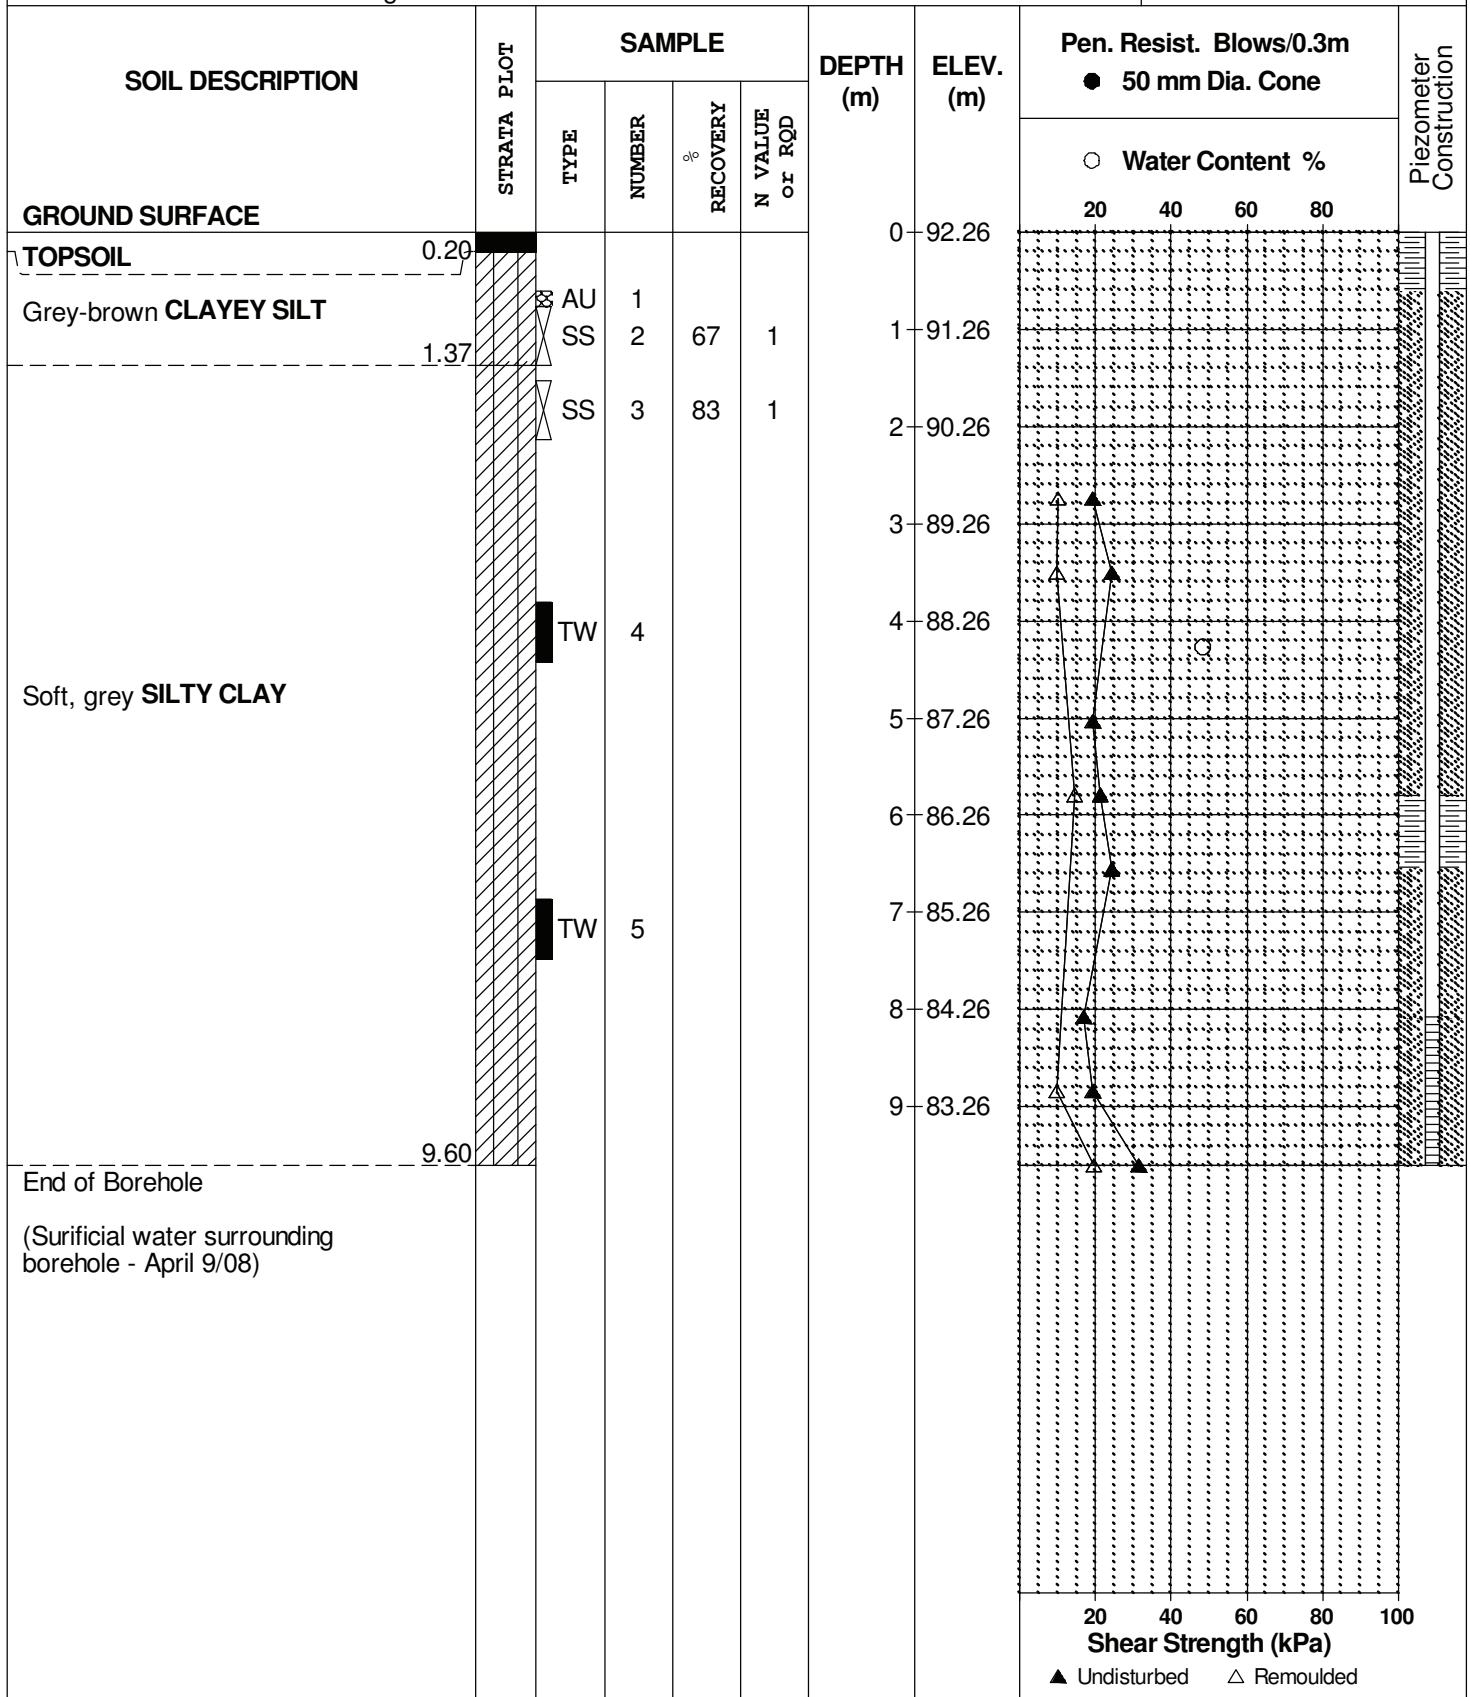 SOIL DESCRIPTION
STRATA PLOT
SAMPLE
TYPE
NUMBER
% RECOVERY
N VALUE or RQD
DEPTH (m)
ELEV. (m)
Pen. Resist. Blows/0.3m
● 50 mm Dia. Cone
○ Water Content %
Piezometer Construction
20 40 60 80
GROUND SURFACE
0 92.26
TOPSOIL 0.20
Grey-brown CLAYEY SILT
AU 1
SS 2 67 1
1 91.26
1.37
SS 3 83 1
2 90.26
3 89.26
4 88.26
TW 4
Soft, grey SILTY CLAY
5 87.26
6 86.26
7 85.26
TW 5
8 84.26
9 83.26
9.60
End of Borehole
(Surificial water surrounding
borehole - April 9/08)
20 40 60 80 100
Shear Strength (kPa)
▲ Undisturbed △ Remoulded